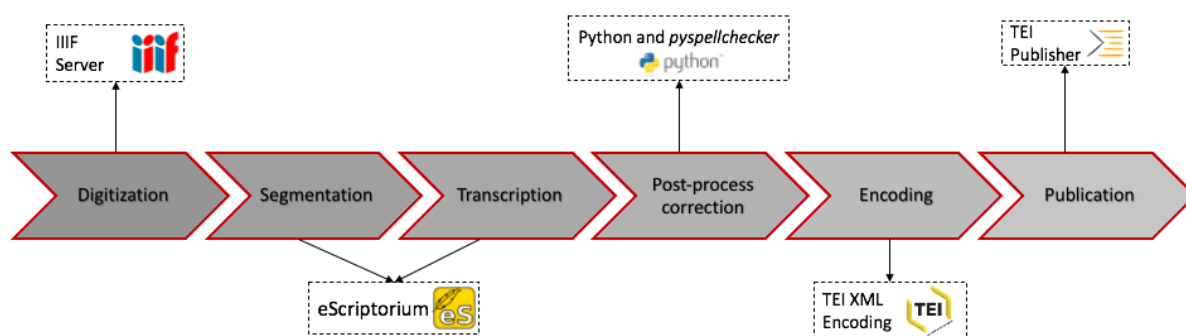 IIIF
Server
iiif
Python and pyspellchecker
python
TEI
Publisher
Digitization
Segmentation
Transcription
Post-process
correction
Encoding
Publication
eScriptorium
eS
TEI XML
Encoding
TEI